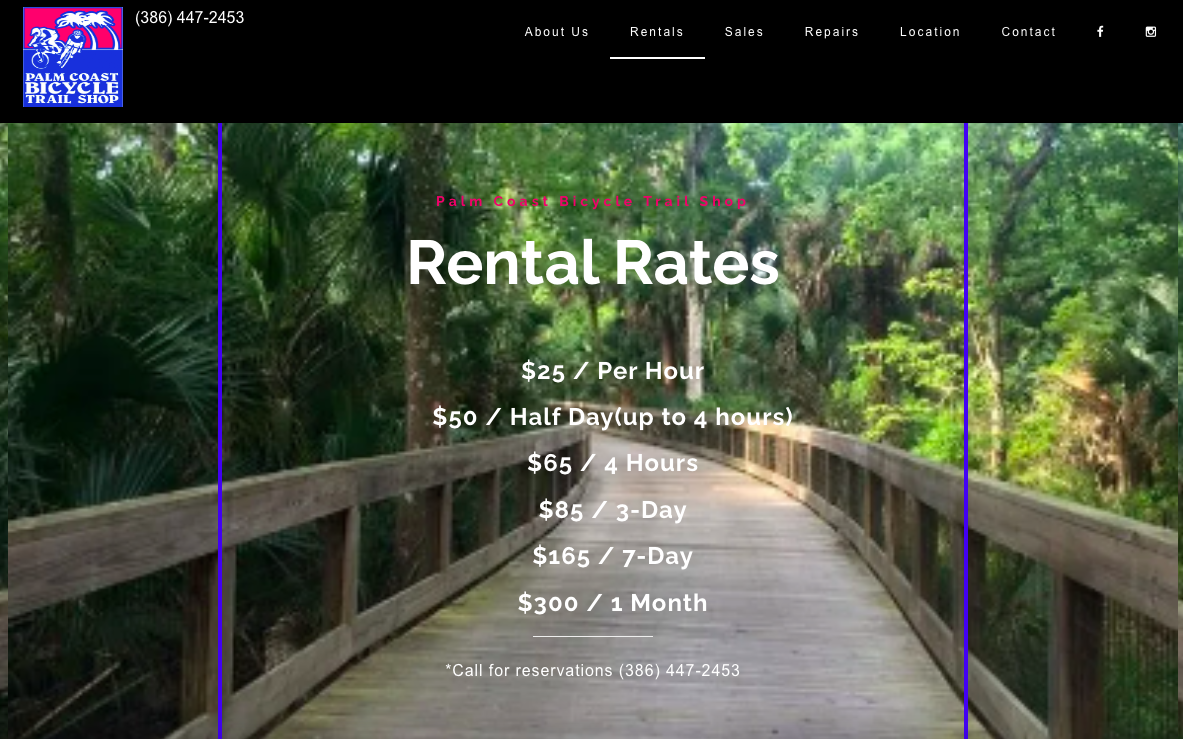 (386) 447-2453
About Us
Rentals
Sales
Repairs
Location
Contact
PALM COAST
BICYCLE
TRAIL SHOP
Palm Coast Bicycle Trail Shop
Rental Rates
$25 / Per Hour
$50 / Half Day(up to 4 hours)
$65 / 4 Hours
$85 / 3-Day
$165 / 7-Day
$300 / 1 Month
*Call for reservations (386) 447-2453